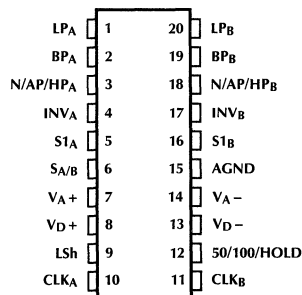 LPA 1 20 LPB
BPA 2 19 BPB
N/AP/HPA 3 18 N/AP/HPB
INVA 4 17 INVB
S1A 5 16 S1B
SA/B 6 15 AGND
VA+ 7 14 VA−
VD+ 8 13 VD−
LSh 9 12 50/100/HOLD
CLKA 10 11 CLKB